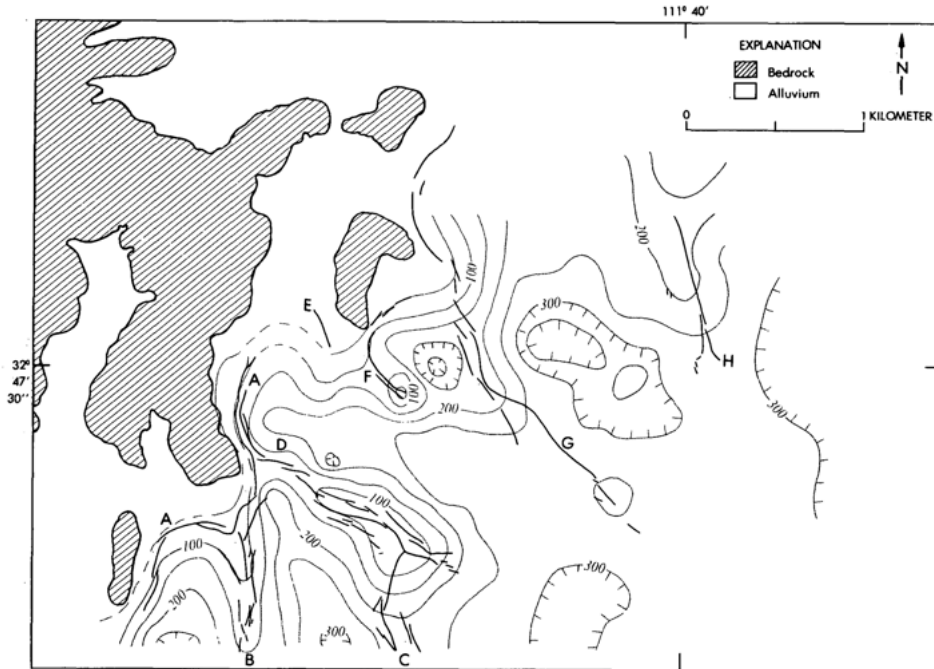 111° 40'
EXPLANATION
Bedrock
Alluvium
N
0 1 KILOMETER
200
100
300
E
32°
47'
30"
A
F
100
H
200
300
D
G
100
A
100
200
200
300
300
B
C